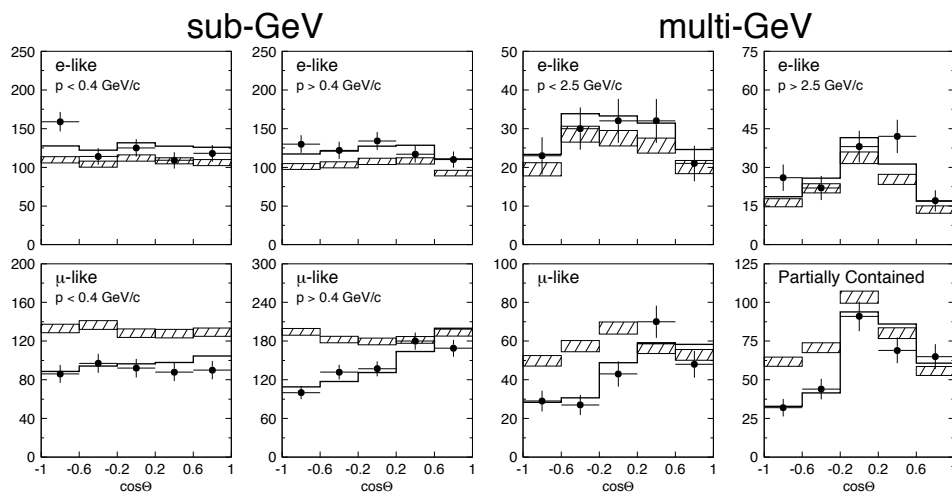 sub-GeV
multi-GeV
250
200
150
100
50
0
e-like
p < 0.4 GeV/c
250
200
150
100
50
0
e-like
p > 0.4 GeV/c
50
40
30
20
10
0
e-like
p < 2.5 GeV/c
75
60
45
30
15
0
e-like
p > 2.5 GeV/c
200
160
120
80
40
0
μ-like
p < 0.4 GeV/c
-1 -0.6 -0.2 0.2 0.6 1
cosΘ
300
240
180
120
60
0
μ-like
p > 0.4 GeV/c
-1 -0.6 -0.2 0.2 0.6 1
cosΘ
100
80
60
40
20
0
μ-like
-1 -0.6 -0.2 0.2 0.6 1
cosΘ
125
100
75
50
25
0
Partially Contained
-1 -0.6 -0.2 0.2 0.6 1
cosΘ